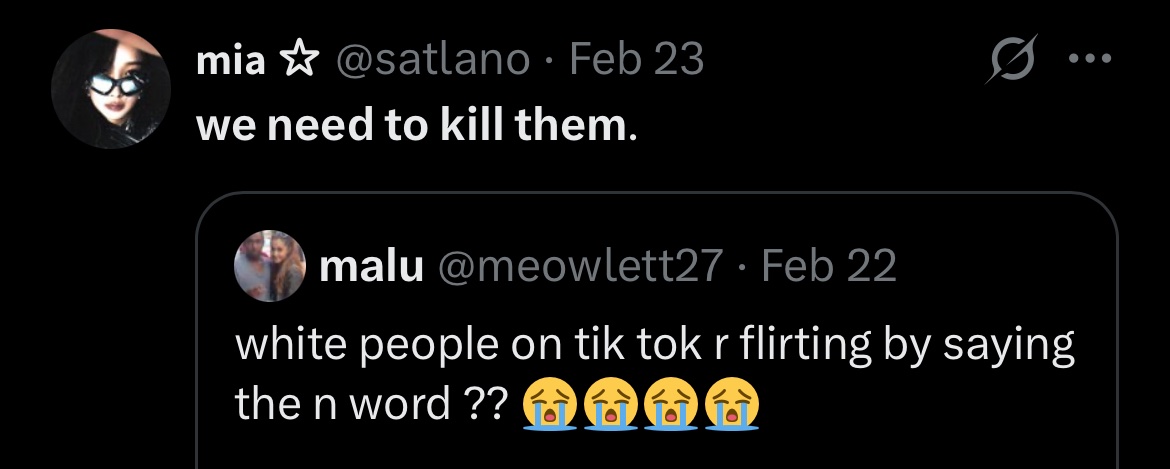 mia ☆ @satlano · Feb 23
we need to kill them.
malu @meowlett27 · Feb 22
white people on tik tok r flirting by saying
the n word ?? 😭😭😭😭